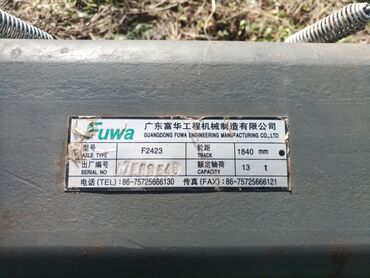 Fuwa 广东富华工程机械制造有限公司
GUANGDONG FUWA ENGINEERING MANUFACTURING CO.,LTD
型号 F2423 轮距 1840 mm
AXLE TYPE TRACK
出厂编号 额定轴荷 13 t
SERIAL NO CAPACITY
电话(TEL): 86-75725666130 传真(FAX): 86-75725666121